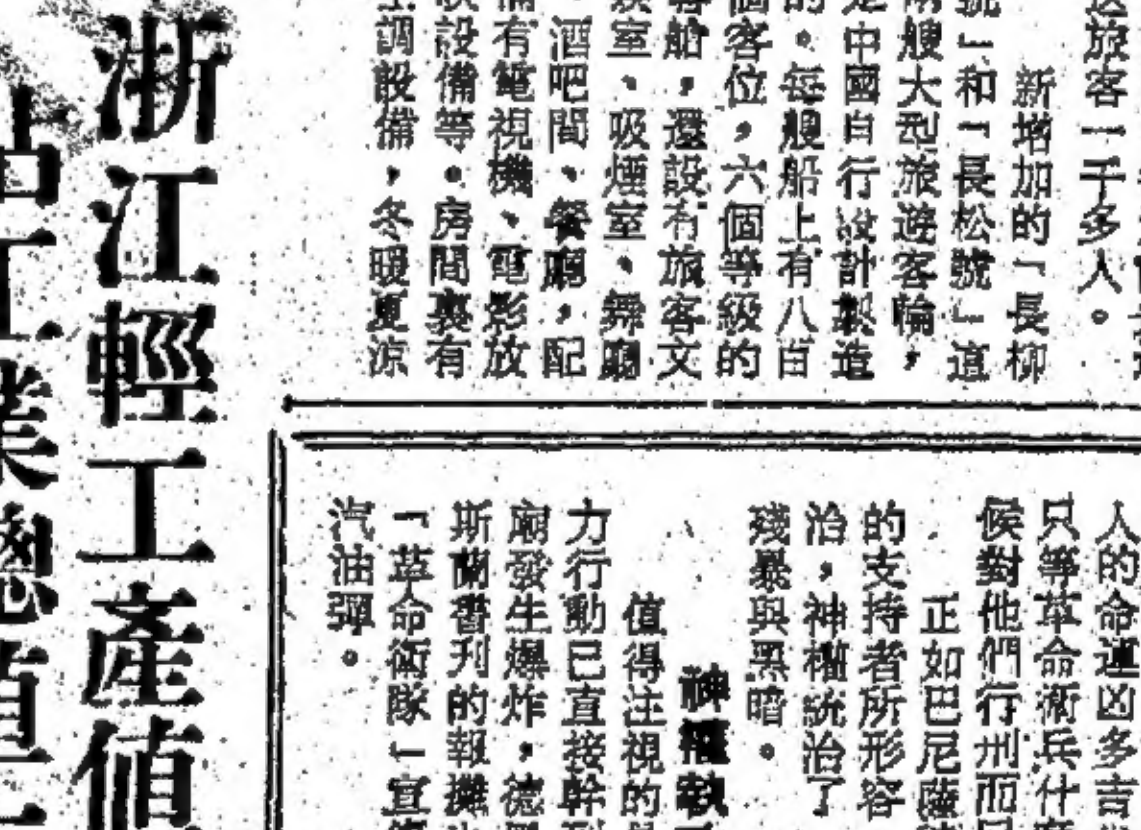 送旅客一千多人。
新增加的「長柳
號」和「長松號」這
兩艘大型旅遊客輪，
是中國自行設計製造
的。每艘船上有八百
個客位，六個等級的
客船，還設有旅客文
娛室、吸煙室、舞廳
、酒吧間、餐廳，配
備有電視機、電影放
映設備等。房間裏有
空調設備，冬暖夏涼
浙江輕工產值
人的命運凶多吉
只等革命衛兵什
候對他們行刑而
正如巴尼薩
的支持者所形容
治，神權統治了
殘暴與黑暗。
神權執
值得注視的
力行動已直接幹
廟發生爆炸，德
斯蘭書刊的報攤
「革命衛隊」宣
汽油彈。